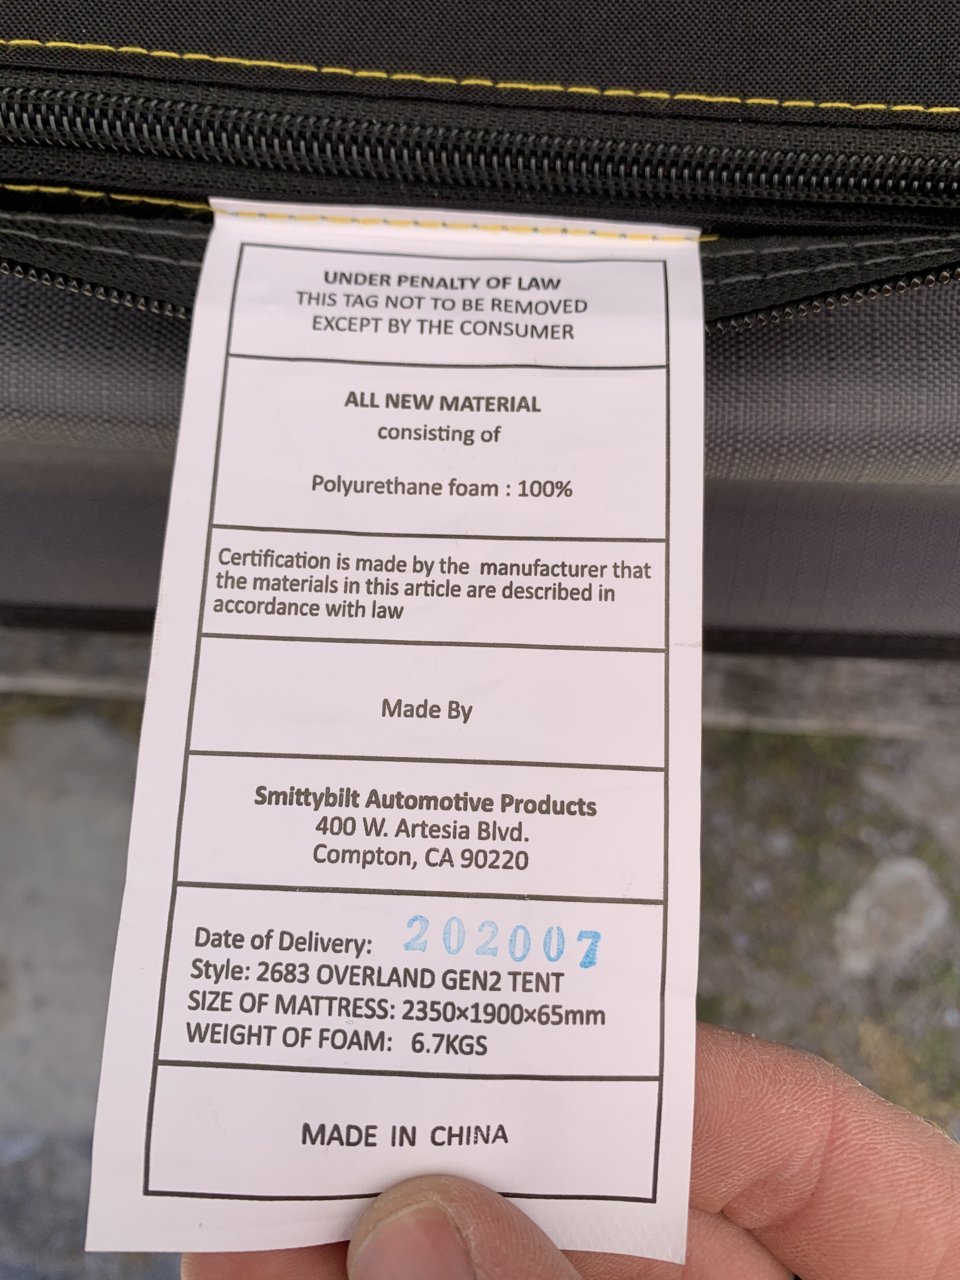 UNDER PENALTY OF LAW
THIS TAG NOT TO BE REMOVED
EXCEPT BY THE CONSUMER
ALL NEW MATERIAL
consisting of
Polyurethane foam : 100%
Certification is made by the manufacturer that
the materials in this article are described in
accordance with law
Made By
Smittybilt Automotive Products
400 W. Artesia Blvd.
Compton, CA 90220
Date of Delivery: 202007
Style: 2683 OVERLAND GEN2 TENT
SIZE OF MATTRESS: 2350×1900×65mm
WEIGHT OF FOAM: 6.7KGS
MADE IN CHINA